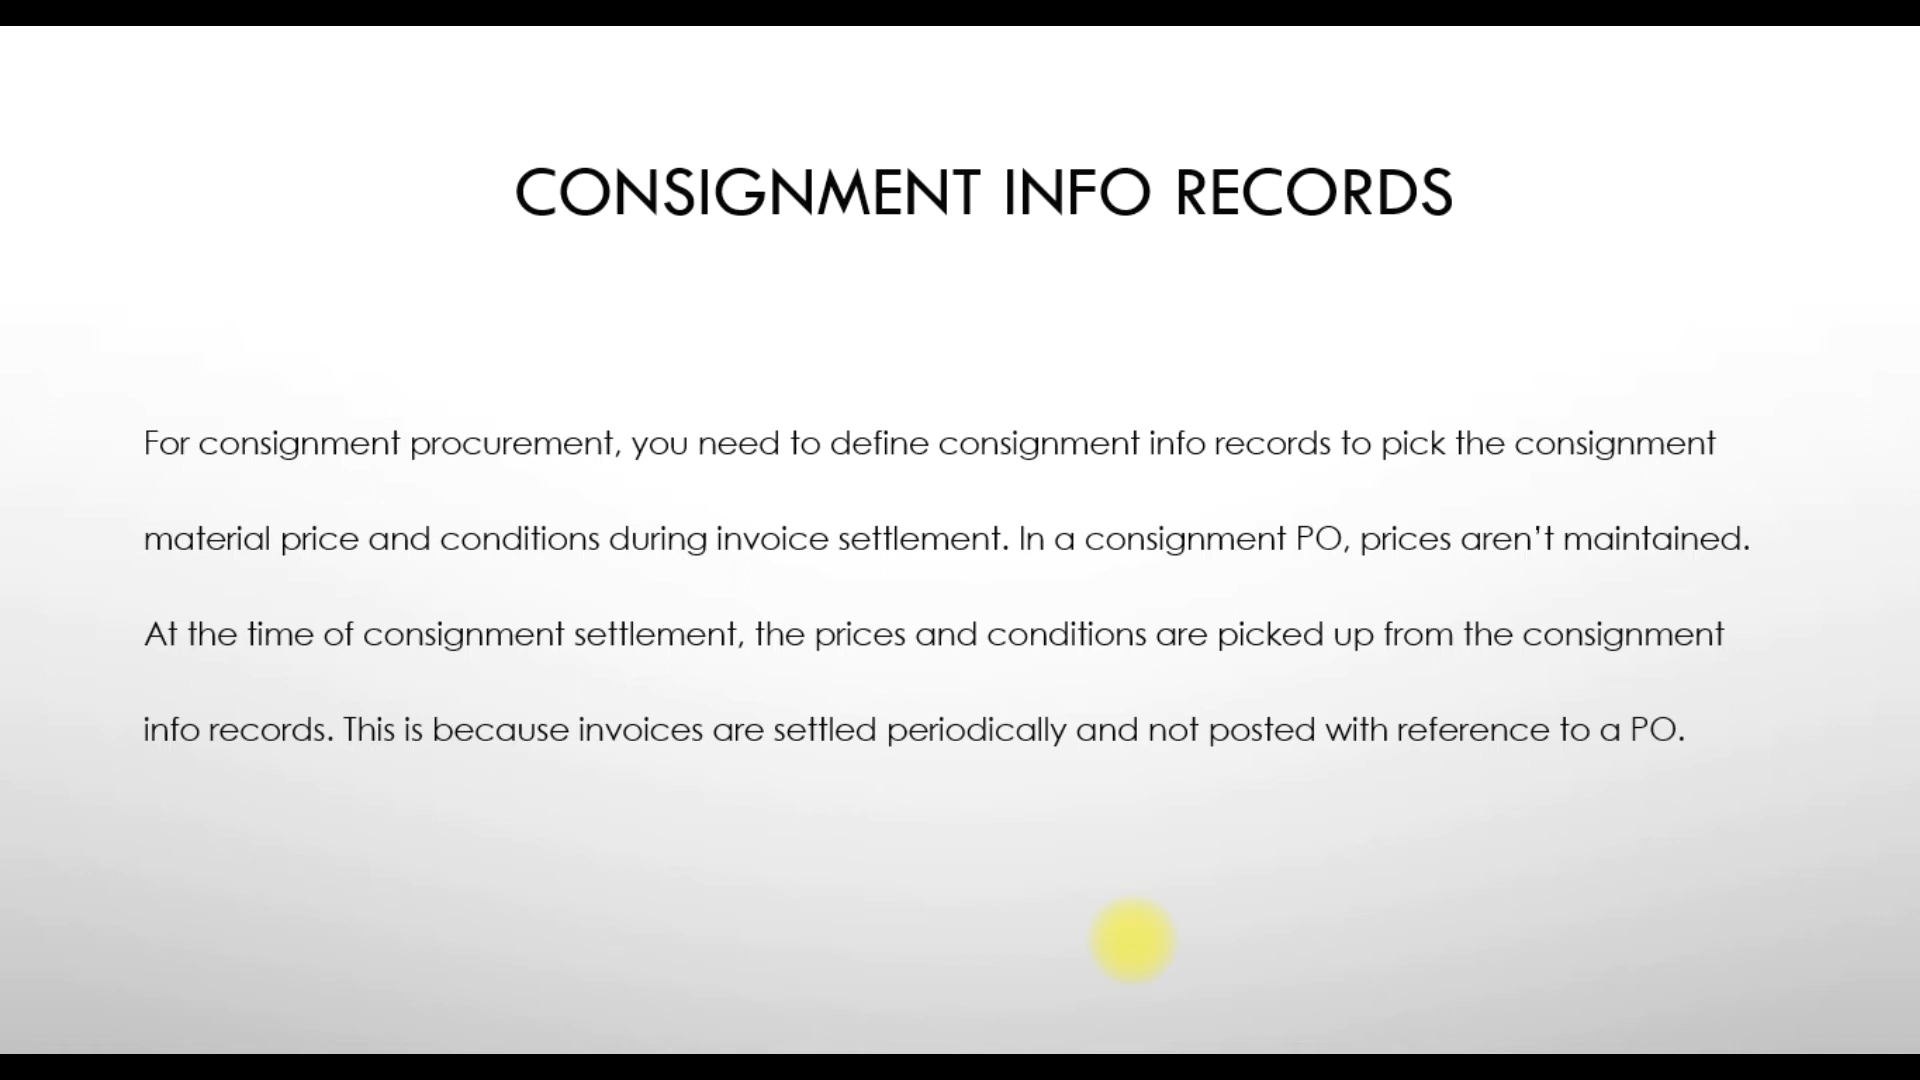 CONSIGNMENT INFO RECORDS
For consignment procurement, you need to define consignment info records to pick the consignment
material price and conditions during invoice settlement. In a consignment PO, prices aren’t maintained.
At the time of consignment settlement, the prices and conditions are picked up from the consignment
info records. This is because invoices are settled periodically and not posted with reference to a PO.